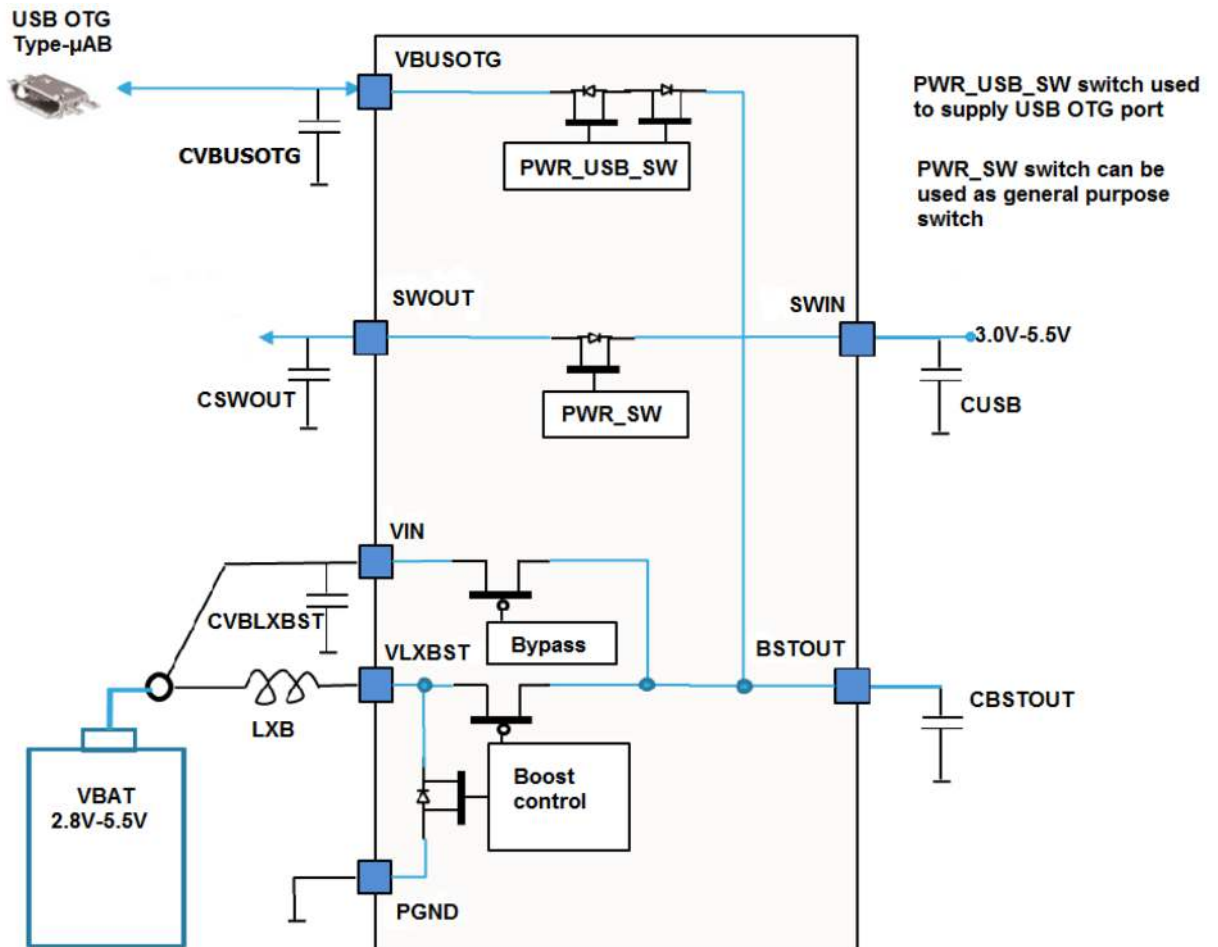 USB OTG
Type-µAB
VBUSOTG
PWR_USB_SW switch used
to supply USB OTG port
CVBUSOTG
PWR_USB_SW
PWR_SW switch can be
used as general purpose
switch
SWOUT
SWIN
3.0V-5.5V
CSWOUT
PWR_SW
CUSB
VIN
CVBLXBST
Bypass
VLXBST
BSTOUT
LXB
CBSTOUT
VBAT
2.8V-5.5V
Boost
control
PGND